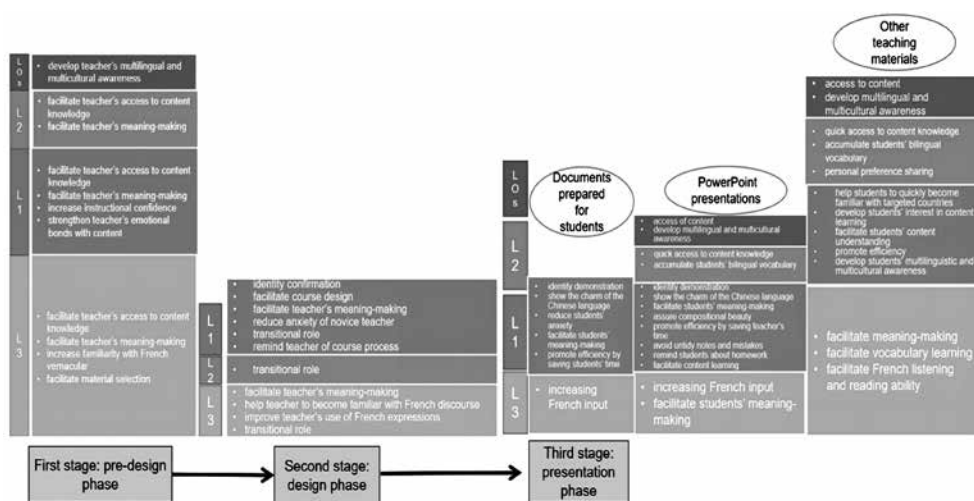 LOs
• develop teacher's multilingual and
multicultural awareness
L2
• facilitate teacher's access to content
knowledge
• facilitate teacher's meaning-making
L1
• facilitate teacher's access to content
knowledge
• facilitate teacher's meaning-making
• increase instructional confidence
• strengthen teacher's emotional
bonds with content
L3
• facilitate teacher's access to content
knowledge
• facilitate teacher's meaning-making
• increase familiarity with French
vernacular
• facilitate material selection
L1
• identity confirmation
• facilitate course design
• facilitate teacher's meaning-making
• reduce anxiety of novice teacher
• transitional role
• remind teacher of course process
L2
• transitional role
L3
• facilitate teacher's meaning-making
• help teacher to become familiar with French discourse
• improve teacher's use of French expressions
• transitional role
LOs
L2
L1
L3
Documents
prepared
for
students
• identify demonstration
• show the charm of the
Chinese language
• reduce students'
anxiety
• facilitate students'
meaning-making
• promote efficiency by
saving students' time
• increasing
French input
PowerPoint
presentations
• access of content
• develop multilingual and multicultural
awareness
• quick access to content knowledge
• accumulate students' bilingual vocabulary
• identify demonstration
• show the charm of the Chinese language
• facilitate students' meaning-making
• assure compositional beauty
• promote efficiency by saving teacher's
time
• avoid untidy notes and mistakes
• remind students about homework
• facilitate content learning
• increasing French input
• facilitate students' meaning-
making
Other
teaching
materials
• access to content
• develop multilingual and
multicultural awareness
• quick access to content knowledge
• accumulate students' bilingual
vocabulary
• personal preference sharing
• help students to quickly become
familiar with targeted countries
• develop students' interest in content
learning
• facilitate students' content
understanding
• promote efficiency
• develop students' multilinguistic and
multicultural awareness
• facilitate meaning-making
• facilitate vocabulary learning
• facilitate French listening
and reading ability
First stage: pre-design
phase
Second stage:
design phase
Third stage:
presentation
phase